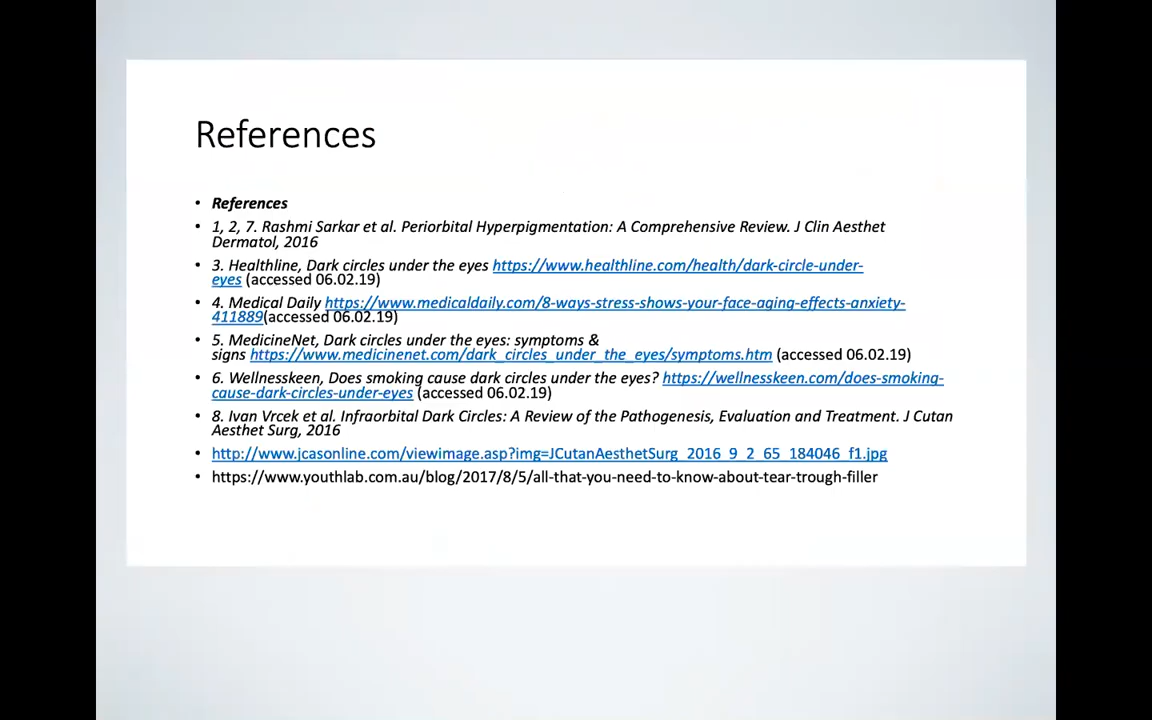 References
• References
• 1, 2, 7. Rashmi Sarkar et al. Periorbital Hyperpigmentation: A Comprehensive Review. J Clin Aesthet
Dermatol, 2016
• 3. Healthline, Dark circles under the eyes https://www.healthline.com/health/dark-circle-under-
eyes (accessed 06.02.19)
• 4. Medical Daily https://www.medicaldaily.com/8-ways-stress-shows-your-face-aging-effects-anxiety-
411889(accessed 06.02.19)
• 5. MedicineNet, Dark circles under the eyes: symptoms &
signs https://www.medicinenet.com/dark_circles_under_the_eyes/symptoms.htm (accessed 06.02.19)
• 6. Wellnesskeen, Does smoking cause dark circles under the eyes? https://wellnesskeen.com/does-smoking-
cause-dark-circles-under-eyes (accessed 06.02.19)
• 8. Ivan Vrcek et al. Infraorbital Dark Circles: A Review of the Pathogenesis, Evaluation and Treatment. J Cutan
Aesthet Surg, 2016
• http://www.jcasonline.com/viewimage.asp?img=JCutanAesthetSurg_2016_9_2_65_184046_f1.jpg
• https://www.youthlab.com.au/blog/2017/8/5/all-that-you-need-to-know-about-tear-trough-filler